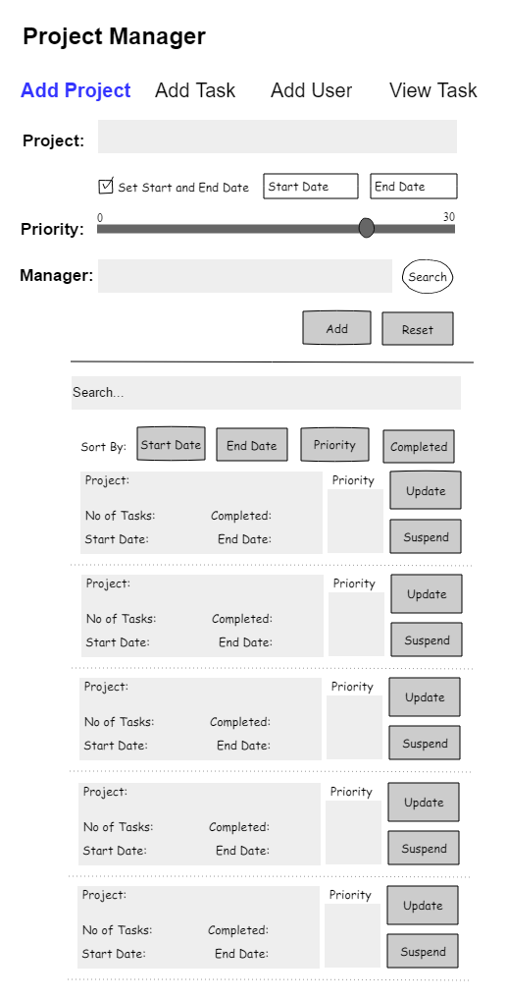 Project Manager
Add Project Add Task Add User View Task
Project:
Set Start and End Date Start Date End Date
0 30
Priority:
Manager: Search
Add Reset
Search...
Sort By: Start Date End Date Priority Completed
Project: Priority
Update
No of Tasks: Completed:
Start Date: End Date: Suspend
Project: Priority
Update
No of Tasks: Completed:
Start Date: End Date: Suspend
Project: Priority
Update
No of Tasks: Completed:
Start Date: End Date: Suspend
Project: Priority
Update
No of Tasks: Completed:
Start Date: End Date: Suspend
Project: Priority
Update
No of Tasks: Completed:
Start Date: End Date: Suspend